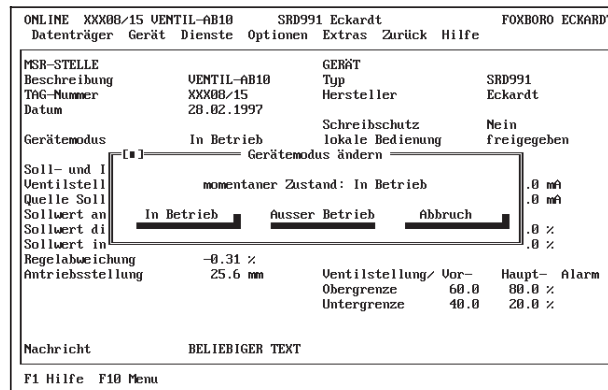 ONLINE XXX08/15 VENTIL-AB10 SRD991 Eckardt FOXBORO ECKARDT
Datenträger Gerät Dienste Optionen Extras Zurück Hilfe
MSR-STELLE GERÄT
Beschreibung VENTIL-AB10 Typ SRD991
TAG-Nummer XXX08/15 Hersteller Eckardt
Datum 28.02.1997
Schreibschutz Nein
Gerätemodus In Betrieb lokale Bedienung freigegeben
[■] Gerätemodus ändern
Soll- und I
Ventilstell momentaner Zustand: In Betrieb .0 mA
Quelle Soll .0 mA
Sollwert an In Betrieb Ausser Betrieb Abbruch
Sollwert di .0 %
Sollwert in .0 %
Regelabweichung -0.31 %
Antriebsstellung 25.6 mm Ventilstellung/ Vor- Haupt- Alarm
Obergrenze 60.0 80.0 %
Untergrenze 40.0 20.0 %
Nachricht BELIEBIGER TEXT
F1 Hilfe F10 Menu